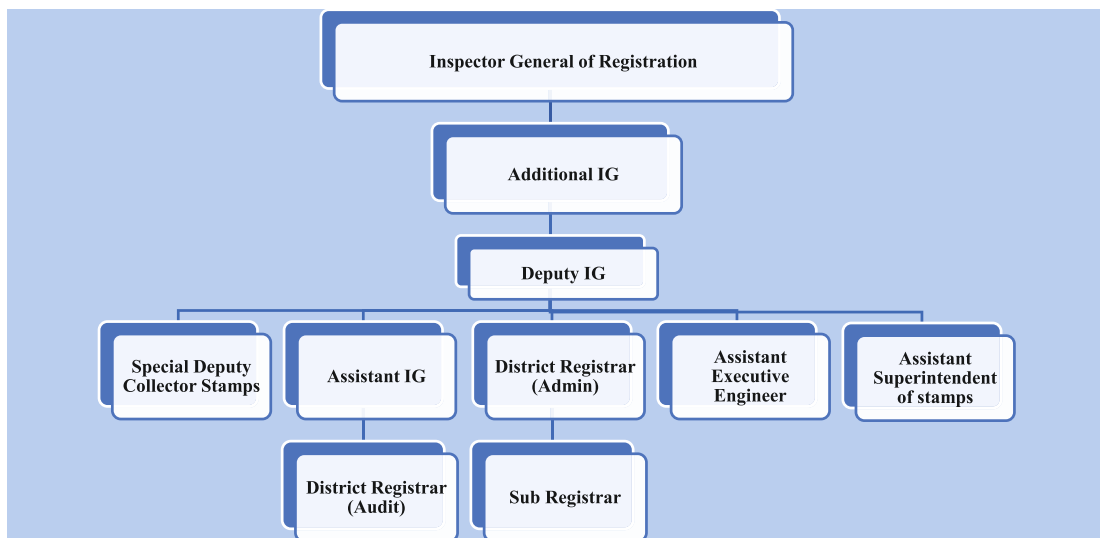 Inspector General of Registration
Additional IG
Deputy IG
Special Deputy
Collector Stamps
Assistant IG
District Registrar
(Admin)
Assistant
Executive
Engineer
Assistant
Superintendent
of stamps
District Registrar
(Audit)
Sub Registrar